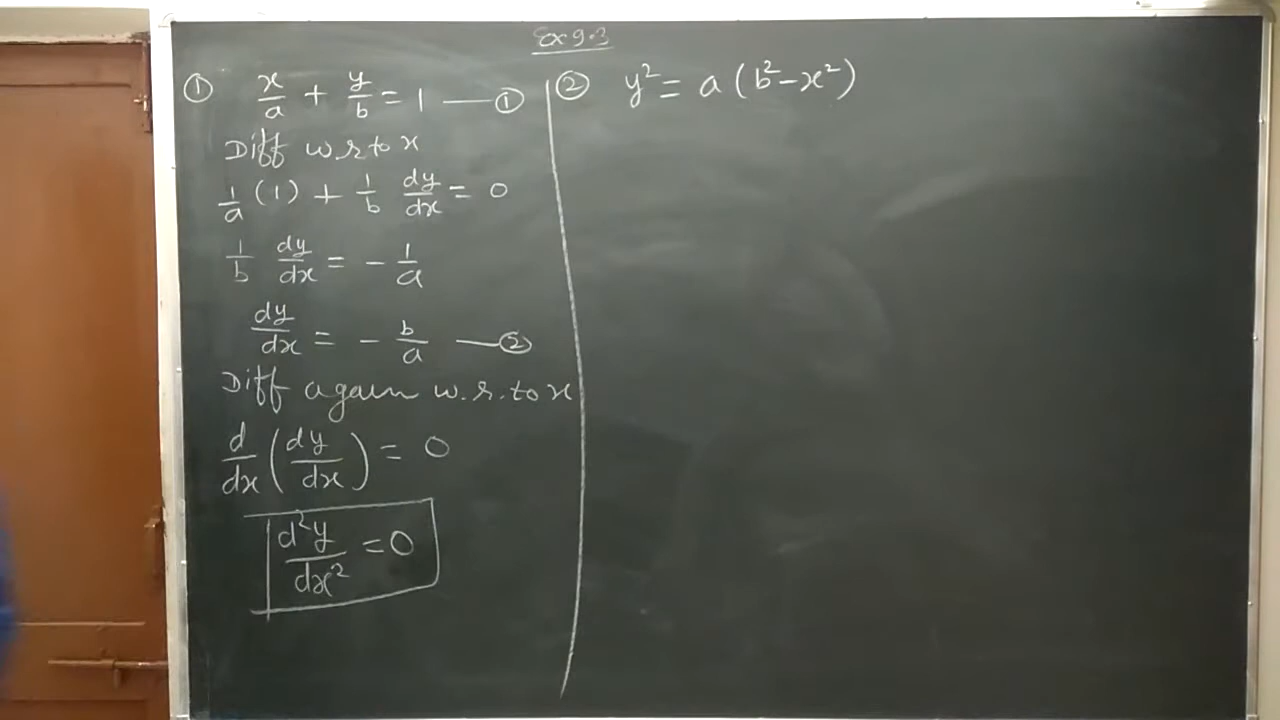 Ex 9.3
① x/a + y/b = 1 — ①
Diff w.r to x
1/a (1) + 1/b dy/dx = 0
1/b dy/dx = - 1/a
dy/dx = - b/a — ②
Diff again w.r.to x
d/dx (dy/dx) = 0
d²y/dx² = 0
② y² = a (b² - x²)